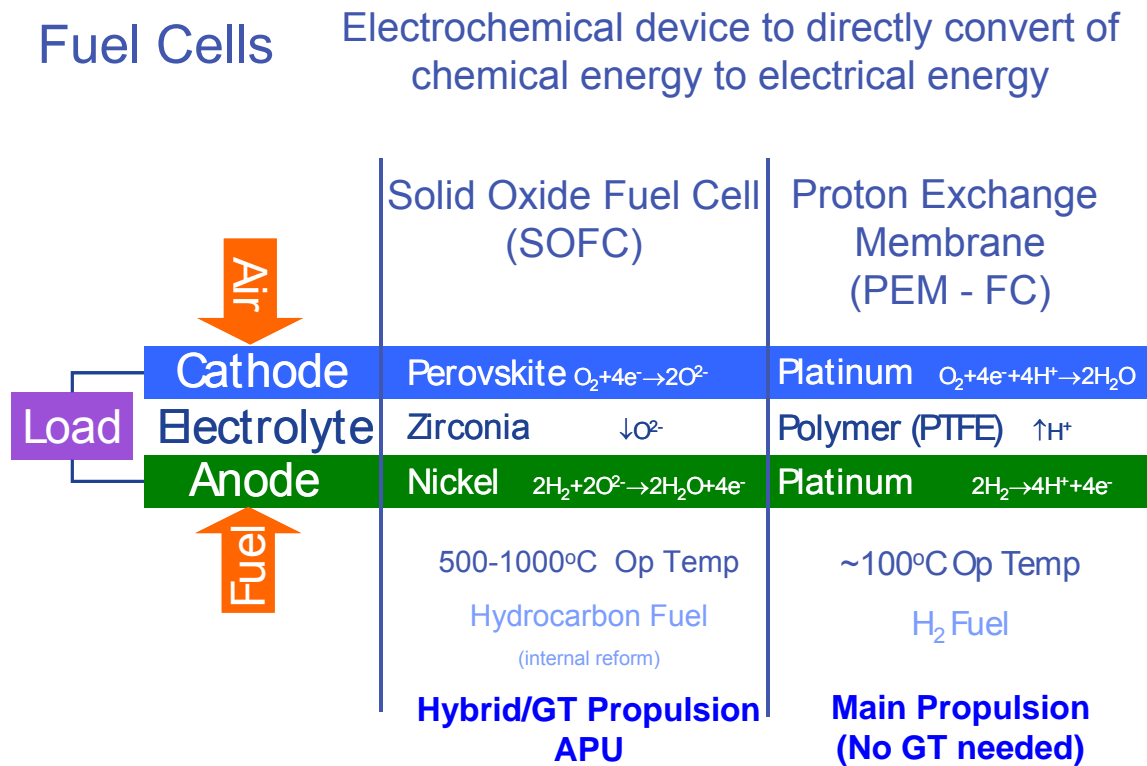 Fuel Cells
Electrochemical device to directly convert of
chemical energy to electrical energy
Solid Oxide Fuel Cell
(SOFC)
Proton Exchange
Membrane
(PEM - FC)
Air
Cathode
Perovskite O₂+4e⁻→2O²⁻
Platinum O₂+4e⁻+4H⁺→2H₂O
Load
Electrolyte
Zirconia ↓O²⁻
Polymer (PTFE) ↑H⁺
Anode
Nickel 2H₂+2O²⁻→2H₂O+4e⁻
Platinum 2H₂→4H⁺+4e⁻
Fuel
500-1000ºC Op Temp
~100ºC Op Temp
Hydrocarbon Fuel
(internal reform)
H₂ Fuel
Hybrid/GT Propulsion
APU
Main Propulsion
(No GT needed)